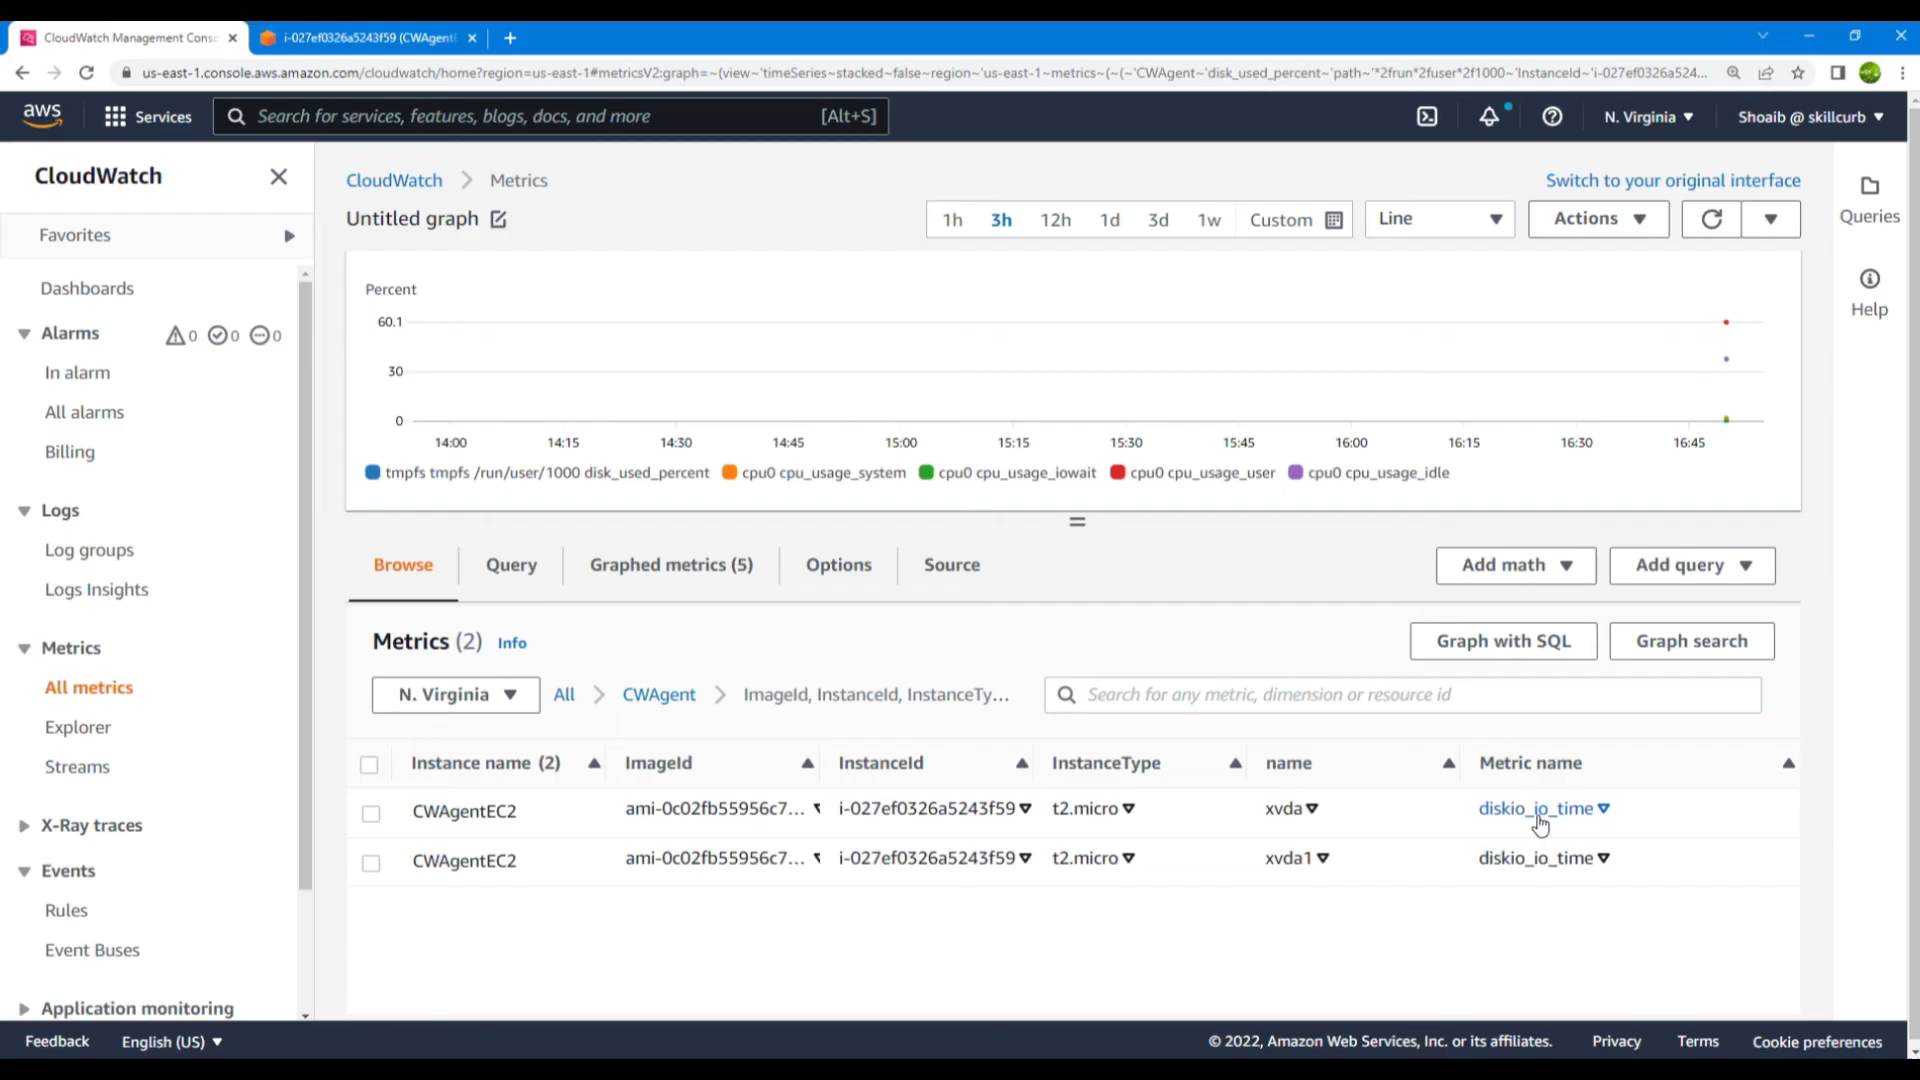 CloudWatch Management Consc
i-027ef0326a5243f59 (CWAgentE
us-east-1.console.aws.amazon.com/cloudwatch/home?region=us-east-1#metricsV2:graph=~(view~'timeSeries~stacked~false~region~'us-east-1~metrics~(~(~'CWAgent~'disk_used_percent~'path~'*2frun*2fuser*2f1000~'InstanceId~'i-027ef0326a524...
aws
Services
Search for services, features, blogs, docs, and more
[Alt+S]
N. Virginia
Shoaib @ skillcurb
CloudWatch
Favorites
Dashboards
Alarms
0
0
0
In alarm
All alarms
Billing
Logs
Log groups
Logs Insights
Metrics
All metrics
Explorer
Streams
X-Ray traces
Events
Rules
Event Buses
Application monitoring
CloudWatch
Metrics
Switch to your original interface
Untitled graph
1h
3h
12h
1d
3d
1w
Custom
Line
Actions
Queries
Help
Percent
60.1
30
0
14:00
14:15
14:30
14:45
15:00
15:15
15:30
15:45
16:00
16:15
16:30
16:45
tmpfs tmpfs /run/user/1000 disk_used_percent
cpu0 cpu_usage_system
cpu0 cpu_usage_iowait
cpu0 cpu_usage_user
cpu0 cpu_usage_idle
Browse
Query
Graphed metrics (5)
Options
Source
Add math
Add query
Metrics (2)
Info
Graph with SQL
Graph search
N. Virginia
All
CWAgent
ImageId, InstanceId, InstanceTy...
Search for any metric, dimension or resource id
Instance name (2)
ImageId
InstanceId
InstanceType
name
Metric name
CWAgentEC2
ami-0c02fb55956c7...
i-027ef0326a5243f59
t2.micro
xvda
diskio_io_time
CWAgentEC2
ami-0c02fb55956c7...
i-027ef0326a5243f59
t2.micro
xvda1
diskio_io_time
Feedback
English (US)
© 2022, Amazon Web Services, Inc. or its affiliates.
Privacy
Terms
Cookie preferences